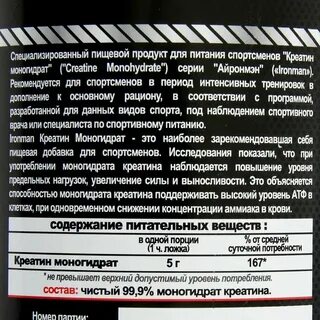 Специализированный пищевой продукт для питания спортсменов "Креатин
моногидрат" ("Creatine Monohydrate") серии "Айронмэн" («Ironman»).
Рекомендуется для спортсменов в период интенсивных тренировок в
дополнение к основному рациону, в соответствии с программой,
разработанной для данных видов спорта, под наблюдением спортивного
врача или специалиста по спортивному питанию.
Ironman Креатин Моногидрат - это наиболее зарекомендовавшая себя
пищевая добавка для спортсменов. Исследования показали, что при
употреблении моногидрата креатина наблюдается повышение уровня
предельных нагрузок, увеличение силы и выносливости. Это объясняется
способностью моногидрата креатина поддерживать высокий уровень АТФ в
клетках, при одновременном снижении концентрации аммиака в крови.
содержание питательных веществ :
в одной порции % от средней
(1 ч. ложка) суточной потребности
Креатин моногидрат 5 г 167*
*не превышает верхний допустимый уровень потребления.
состав: чистый 99,9% моногидрат креатина.
Номер партии: